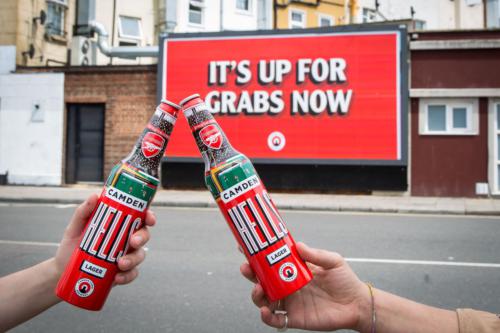 IT'S UP FOR
GRABS NOW
CAMDEN
HELLS
LAGER
CAMDEN
HELLS
LAGER